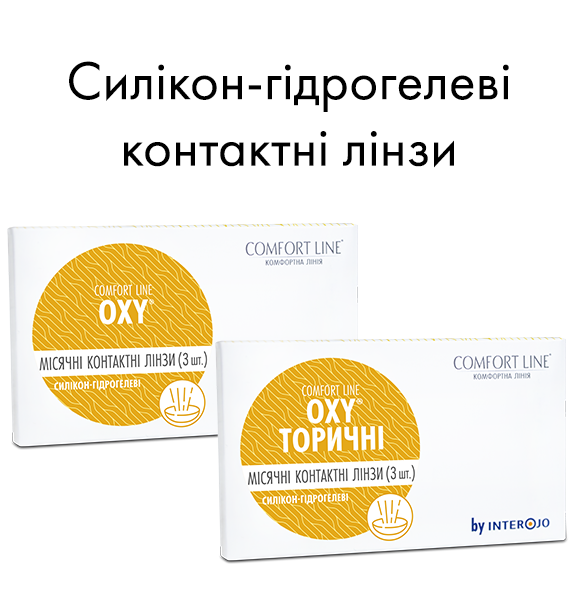 Силікон-гідрогелеві
контактні лінзи
COMFORT LINE®
КОМФОРТНА ЛІНІЯ
COMFORT LINE
OXY®
МІСЯЧНІ КОНТАКТНІ ЛІНЗИ (3 шт.)
СИЛІКОН-ГІДРОГЕЛЕВІ
COMFORT LINE®
КОМФОРТНА ЛІНІЯ
COMFORT LINE
OXY®
ТОРИЧНІ
МІСЯЧНІ КОНТАКТНІ ЛІНЗИ (3 шт.)
СИЛІКОН-ГІДРОГЕЛЕВІ
by INTEROJO